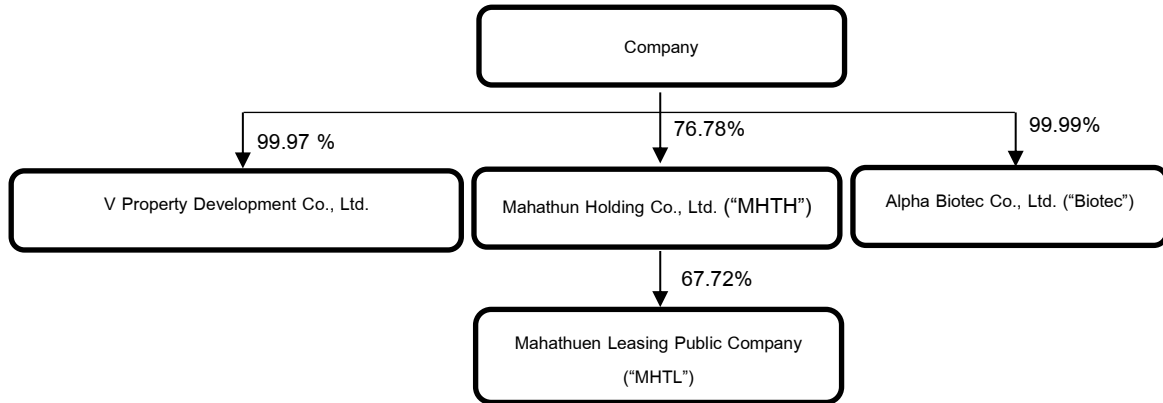 Company
99.97 %
76.78%
99.99%
V Property Development Co., Ltd.
Mahathun Holding Co., Ltd. (“MHTH”)
Alpha Biotec Co., Ltd. (“Biotec”)
67.72%
Mahathuen Leasing Public Company
(“MHTL”)